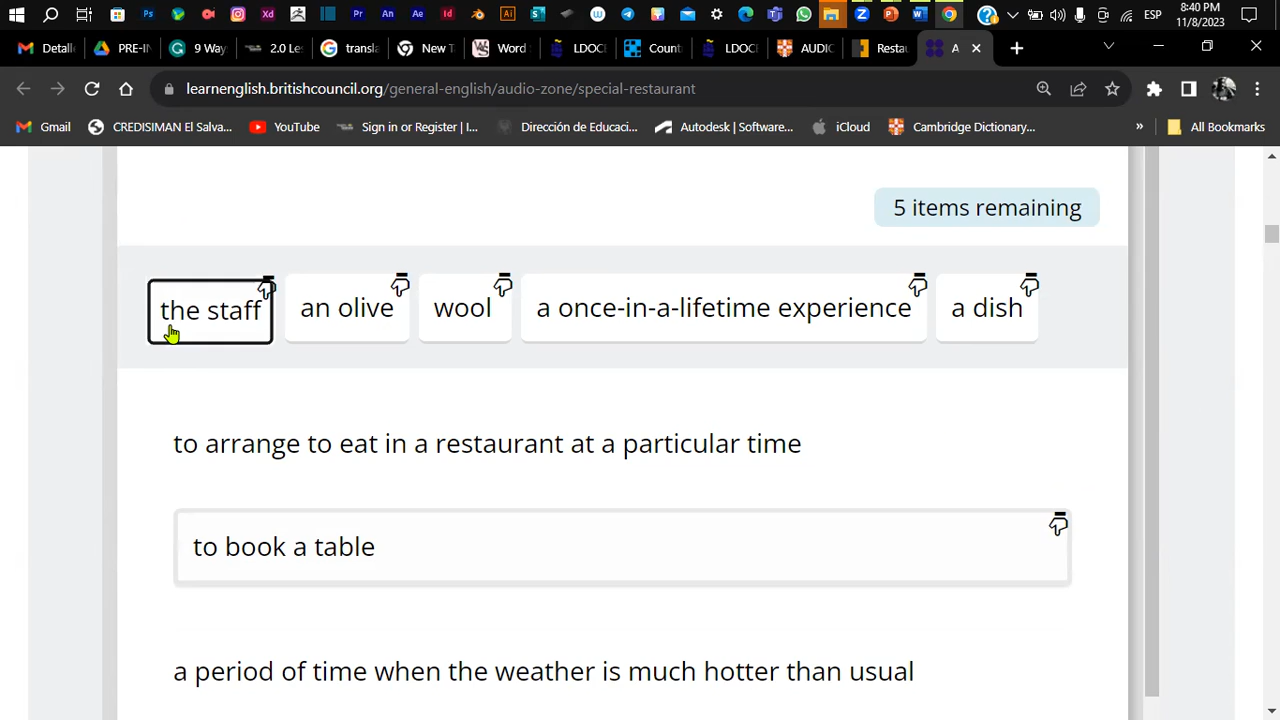 8:40 PM
ESP
11/8/2023
Detall
PRE-IN
9 Way
2.0 Les
transla
New T
Word
LDOC
Count
LDOC
AUDIC
Restau
A
learnenglish.britishcouncil.org/general-english/audio-zone/special-restaurant
Gmail
CREDISIMAN El Salva...
YouTube
Sign in or Register | I...
Dirección de Educaci...
Autodesk | Software...
iCloud
Cambridge Dictionary...
»
All Bookmarks
5 items remaining
the staff
an olive
wool
a once-in-a-lifetime experience
a dish
to arrange to eat in a restaurant at a particular time
to book a table
a period of time when the weather is much hotter than usual